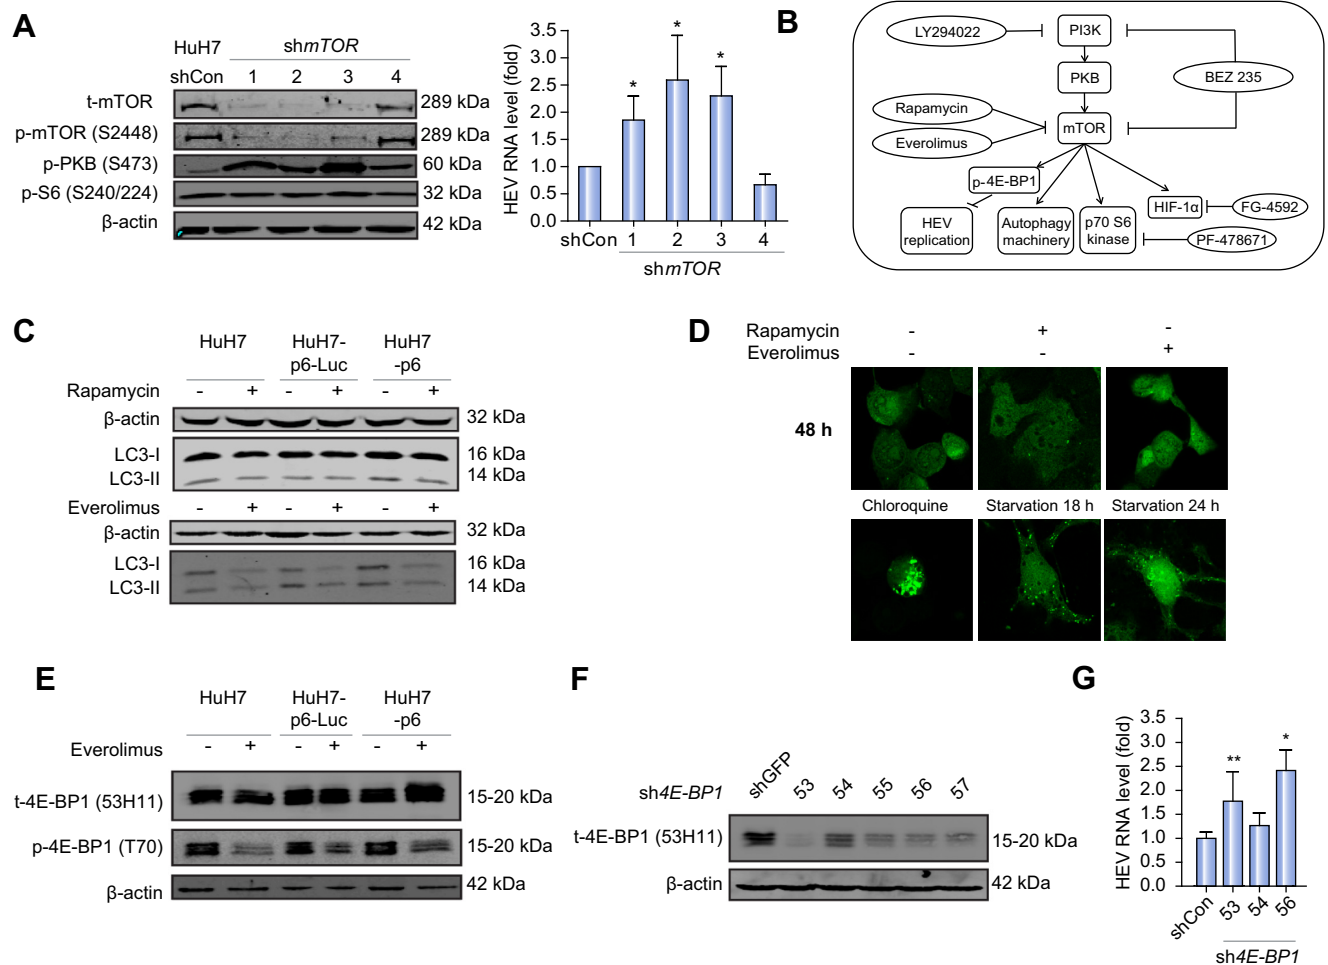 A
HuH7
shmTOR
shCon 1 2 3 4
t-mTOR 289 kDa
p-mTOR (S2448) 289 kDa
p-PKB (S473) 60 kDa
p-S6 (S240/224) 32 kDa
β-actin 42 kDa
HEV RNA level (fold)
3.5
3.0
2.5
2.0
1.5
1.0
0.5
0.0
* * *
shCon 1 2 3 4
shmTOR
B
LY294022
PI3K
BEZ 235
PKB
Rapamycin
Everolimus
mTOR
p-4E-BP1
HIF-1α
FG-4592
HEV
replication
Autophagy
machinery
p70 S6
kinase
PF-478671
C
HuH7 HuH7- HuH7
p6-Luc -p6
Rapamycin - + - + - +
β-actin 32 kDa
LC3-I 16 kDa
LC3-II 14 kDa
Everolimus - + - + - +
β-actin 32 kDa
LC3-I 16 kDa
LC3-II 14 kDa
D
Rapamycin - + -
Everolimus - - +
48 h
Chloroquine Starvation 18 h Starvation 24 h
E
HuH7 HuH7- HuH7
p6-Luc -p6
Everolimus - + - + - +
t-4E-BP1 (53H11) 15-20 kDa
p-4E-BP1 (T70) 15-20 kDa
β-actin 42 kDa
F
sh4E-BP1 shGFP 53 54 55 56 57
t-4E-BP1 (53H11) 15-20 kDa
β-actin 42 kDa
G
HEV RNA level (fold)
3.5
3.0
2.5
2.0
1.5
1.0
0.5
0.0
** *
shCon 53 54 56
sh4E-BP1